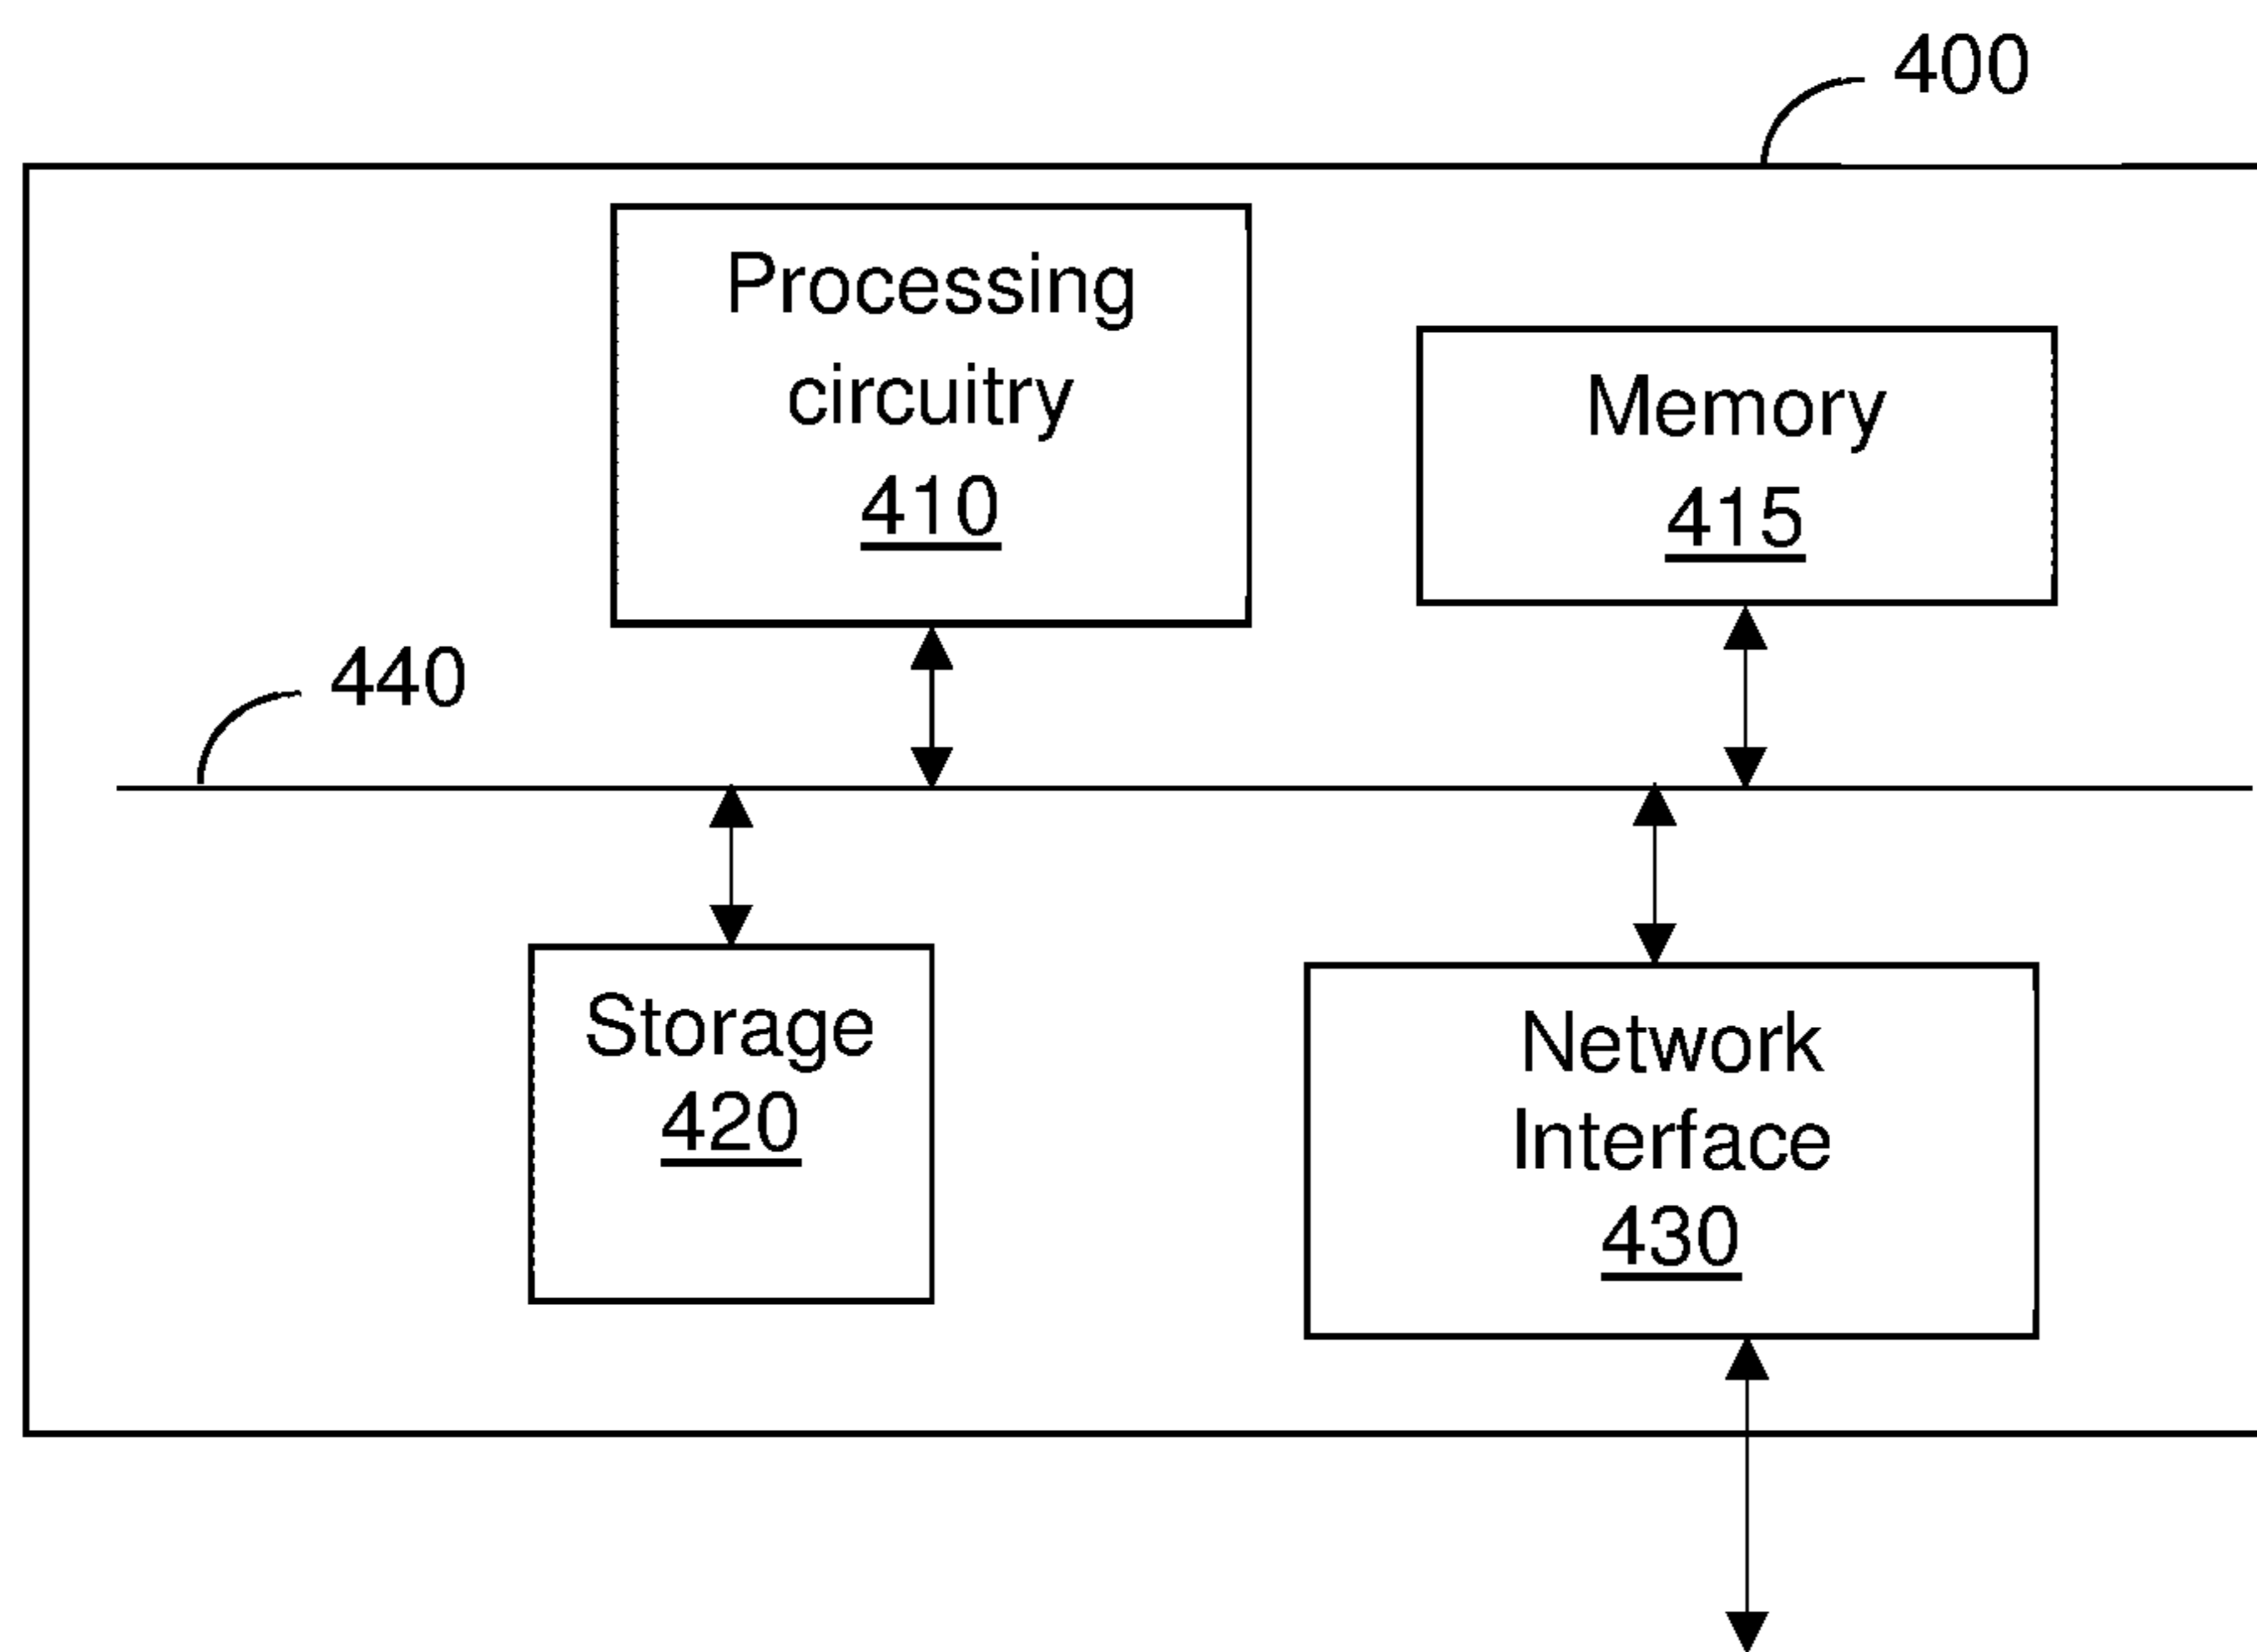 400
Processing
circuitry
410
Memory
415
440
Storage
420
Network
Interface
430